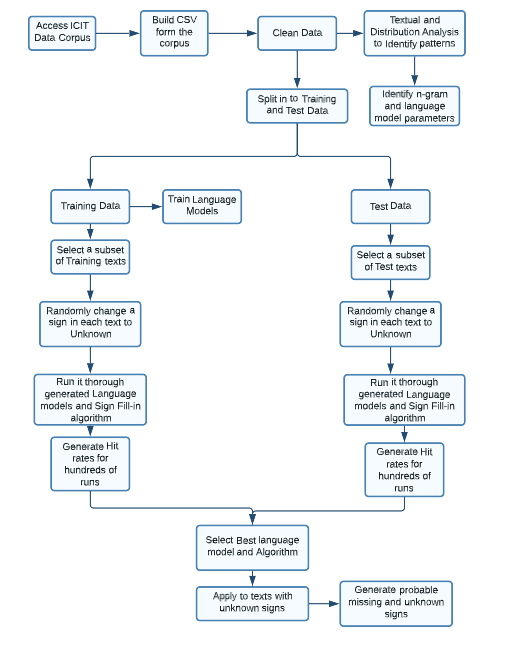 Access ICIT
Data Corpus
Build CSV
form the
corpus
Clean Data
Textual and
Distribution Analysis
to Identify patterns
Identify n-gram
and language
model parameters
Split in to Training
and Test Data
Training Data
Train Language
Models
Test Data
Select a subset
of Training texts
Select a subset
of Test texts
Randomly change a
sign in each text to
Unknown
Randomly change a
sign in each text to
Unknown
Run it thorough
generated Language
models and Sign Fill-in
algorithm
Run it thorough
generated Language
models and Sign Fill-in
algorithm
Generate Hit
rates for
hundreds of
runs
Generate Hit
rates for
hundreds of
runs
Select Best language
model and Algorithm
Apply to texts with
unknown signs
Generate probable
missing and unknown
signs